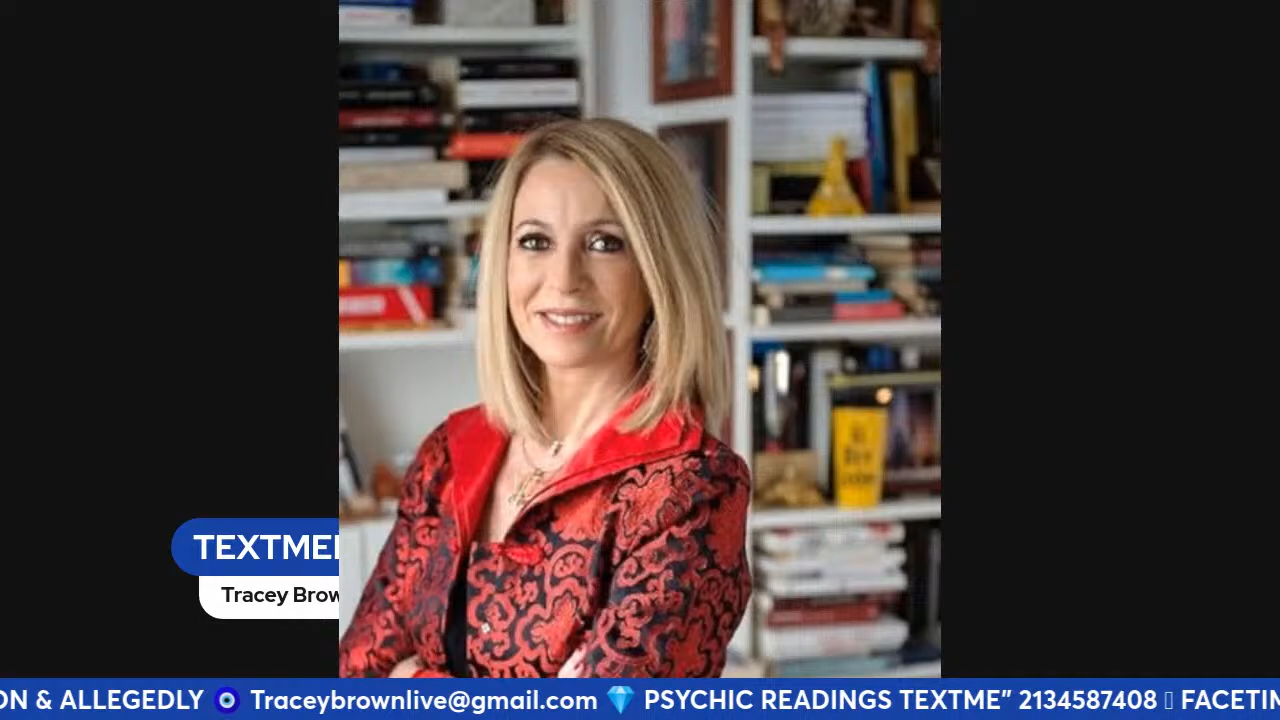 TEXTME
Tracey Brow
ON & ALLEGEDLY 🧿 Traceybrownlive@gmail.com 💎 PSYCHIC READINGS TEXTME” 2134587408 ▯ FACETIN